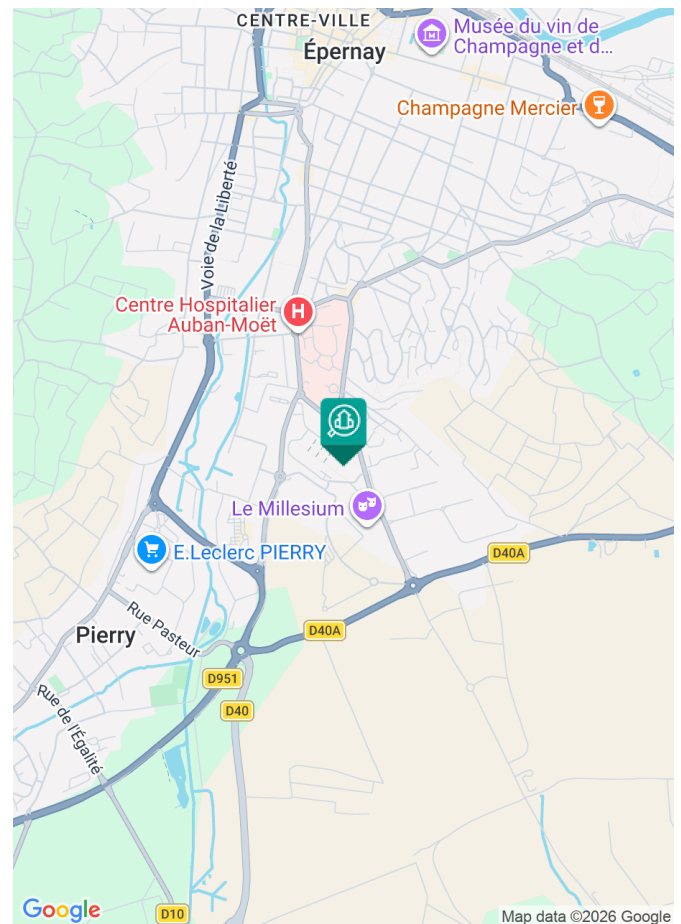 CENTRE-VILLE
Épernay
Musée du vin de
Champagne et d...
Champagne Mercier
Voie de la Liberté
Centre Hospitalier
Auban-Moët
H
Le Millesium
E.Leclerc PIERRY
D40A
Rue Pasteur
D40A
Pierry
D951
Rue de l'Égalité
D40
D10
Google
Map data ©2026 Google